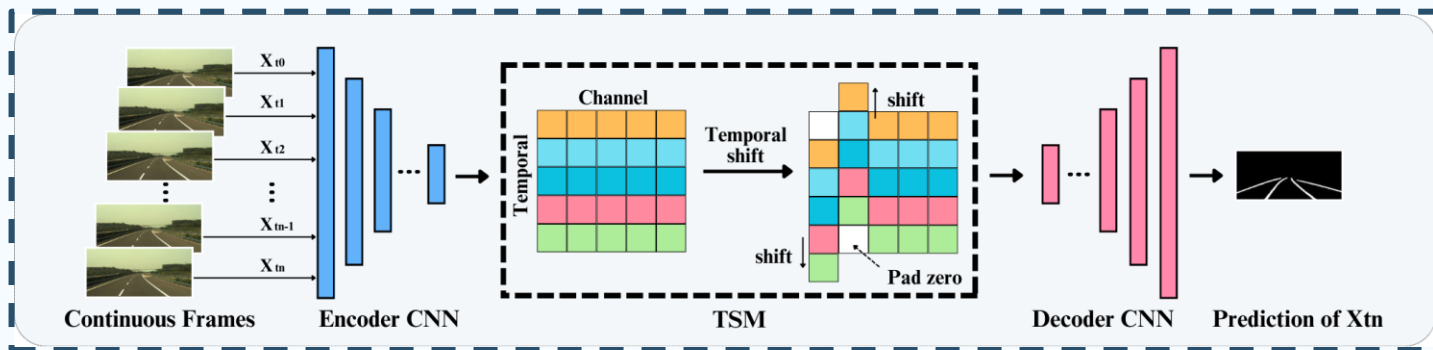 X t0
X t1
X t2
X tn-1
X tn
Continuous Frames
Encoder CNN
Channel
Temporal
Temporal
shift
shift
shift
Pad zero
TSM
Decoder CNN
Prediction of Xtn